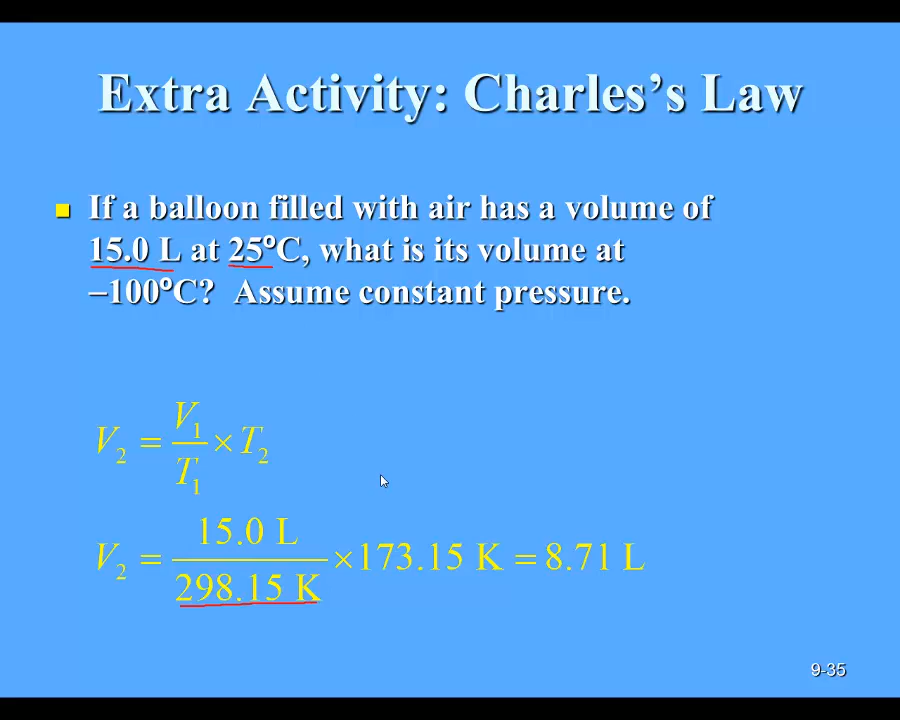 Extra Activity: Charles’s Law
If a balloon filled with air has a volume of
15.0 L at 25ºC, what is its volume at
–100ºC? Assume constant pressure.
V₂ = V₁/T₁ × T₂
V₂ = 15.0 L/298.15 K × 173.15 K = 8.71 L
9-35